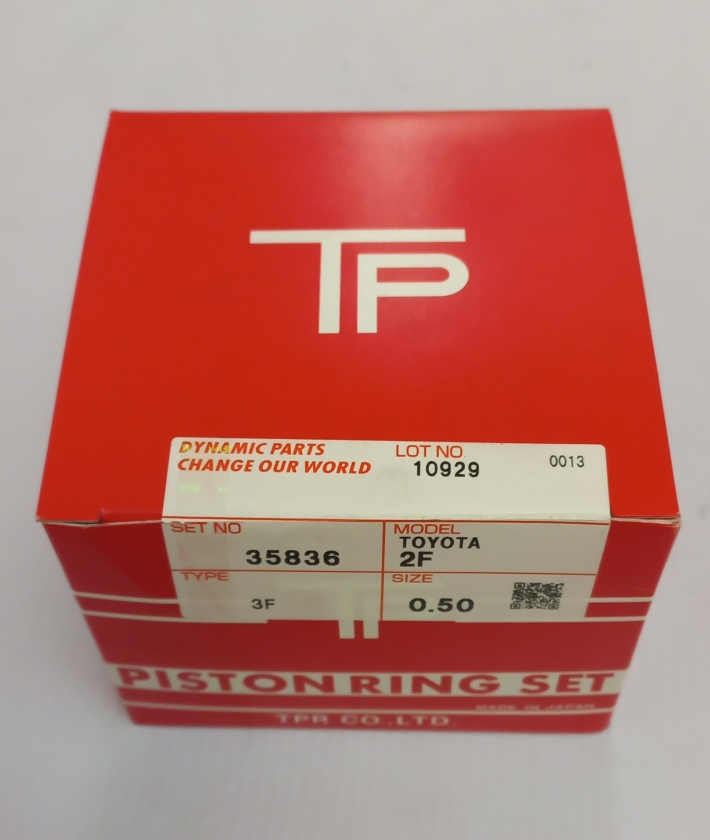 TP
DYNAMIC PARTS
CHANGE OUR WORLD
LOT NO.
10929
0013
SET NO
35836
MODEL
TOYOTA
2F
TYPE
3F
SIZE
0.50
PISTON RING SET
MADE IN JAPAN
TPR CO.,LTD.